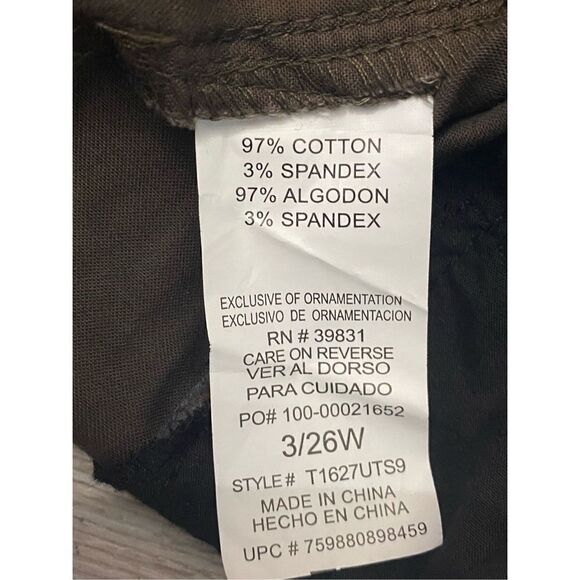 97% COTTON
3% SPANDEX
97% ALGODON
3% SPANDEX
EXCLUSIVE OF ORNAMENTATION
EXCLUSIVO DE ORNAMENTACION
RN # 39831
CARE ON REVERSE
VER AL DORSO
PARA CUIDADO
PO# 100-00021652
3/26W
STYLE# T1627UTS9
MADE IN CHINA
HECHO EN CHINA
UPC # 759880898459